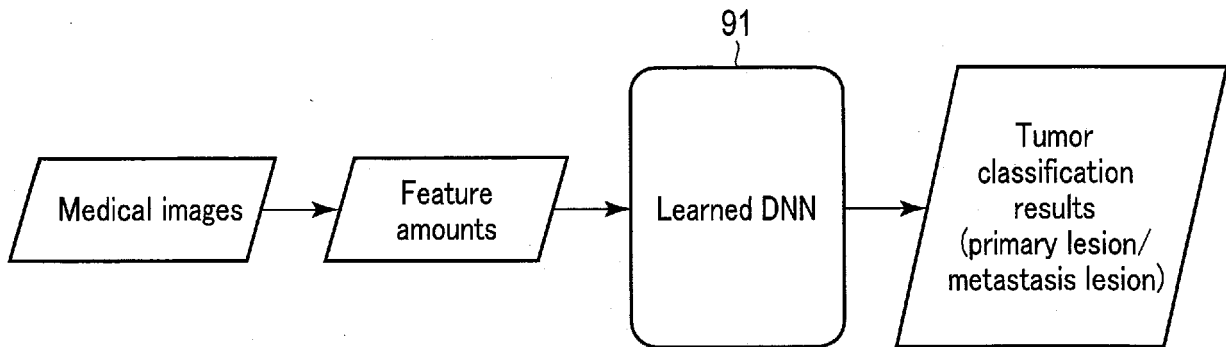 91
Medical images
Feature
amounts
Learned DNN
Tumor
classification
results
(primary lesion/
metastasis lesion)